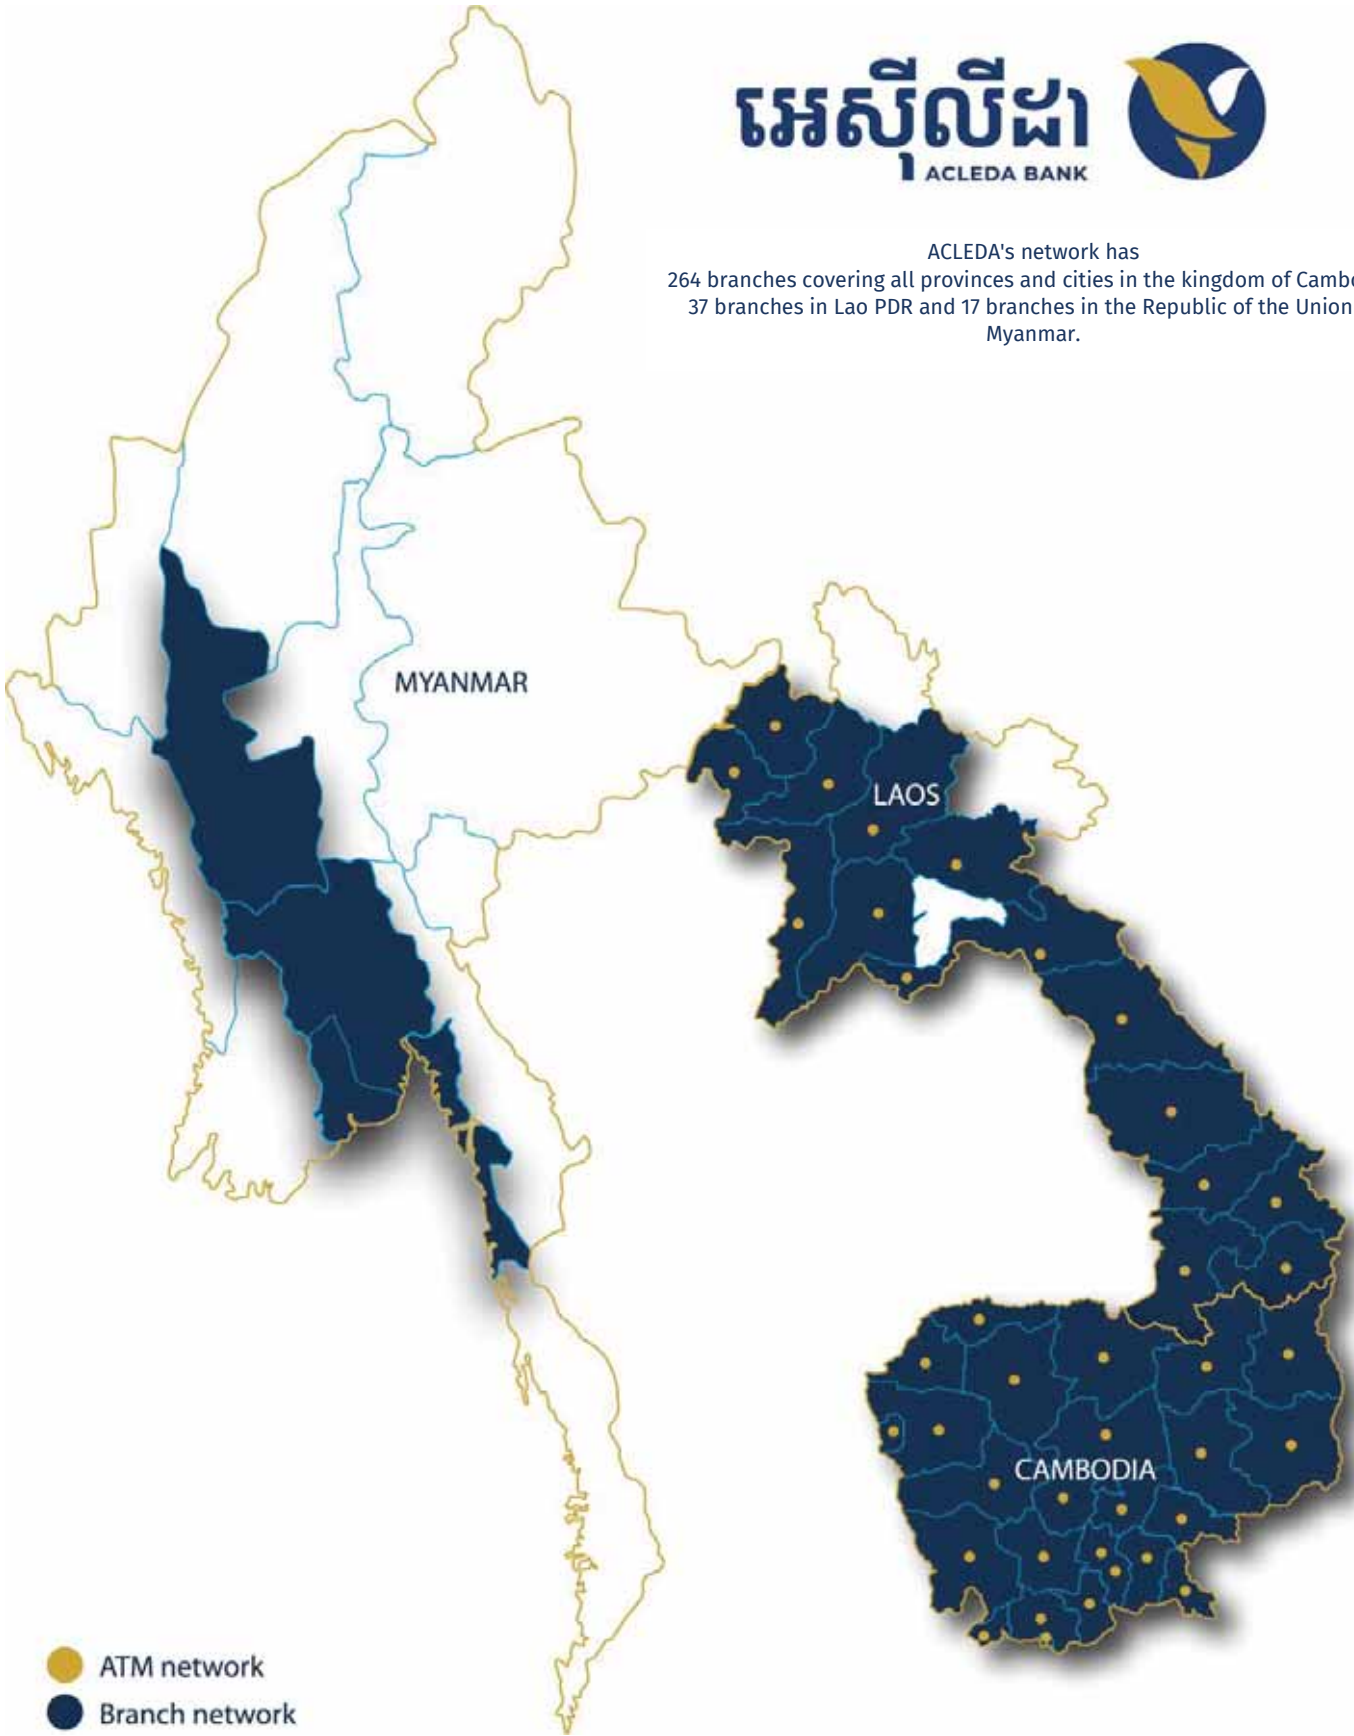 អេស៊ីលីដា
ACLEDA BANK
ACLEDA's network has
264 branches covering all provinces and cities in the kingdom of Cambo
37 branches in Lao PDR and 17 branches in the Republic of the Union
Myanmar.
MYANMAR
LAOS
CAMBODIA
ATM network
Branch network